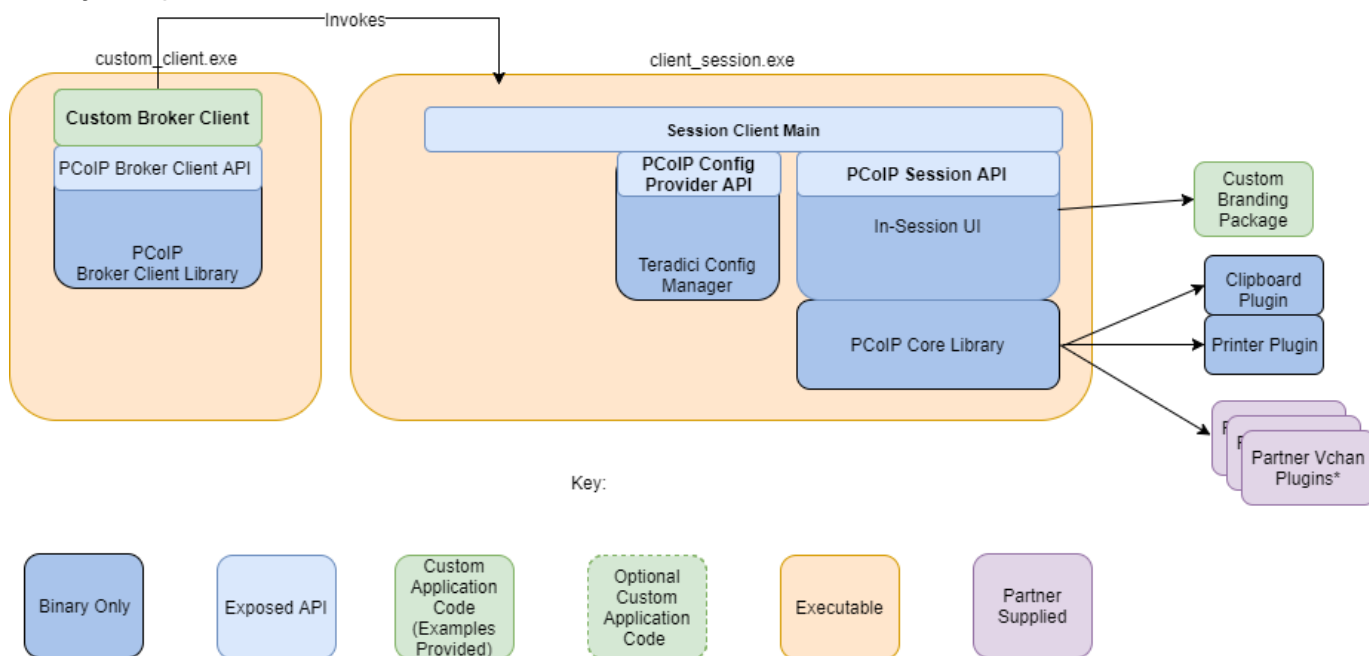 Invokes
custom_client.exe
client_session.exe
Custom Broker Client
PCoIP Broker Client API
PCoIP
Broker Client Library
Session Client Main
PCoIP Config
Provider API
Teradici Config
Manager
PCoIP Session API
In-Session UI
PCoIP Core Library
Custom
Branding
Package
Clipboard
Plugin
Printer Plugin
Partner Vchan
Plugins*
Key:
Binary Only
Exposed API
Custom
Application
Code
(Examples
Provided)
Optional
Custom
Application
Code
Executable
Partner
Supplied